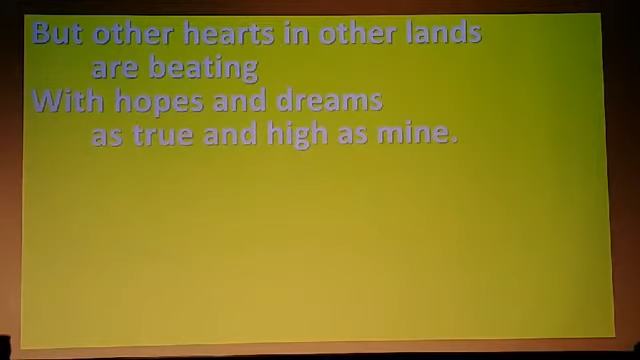 But other hearts in other lands
are beating
With hopes and dreams
as true and high as mine.